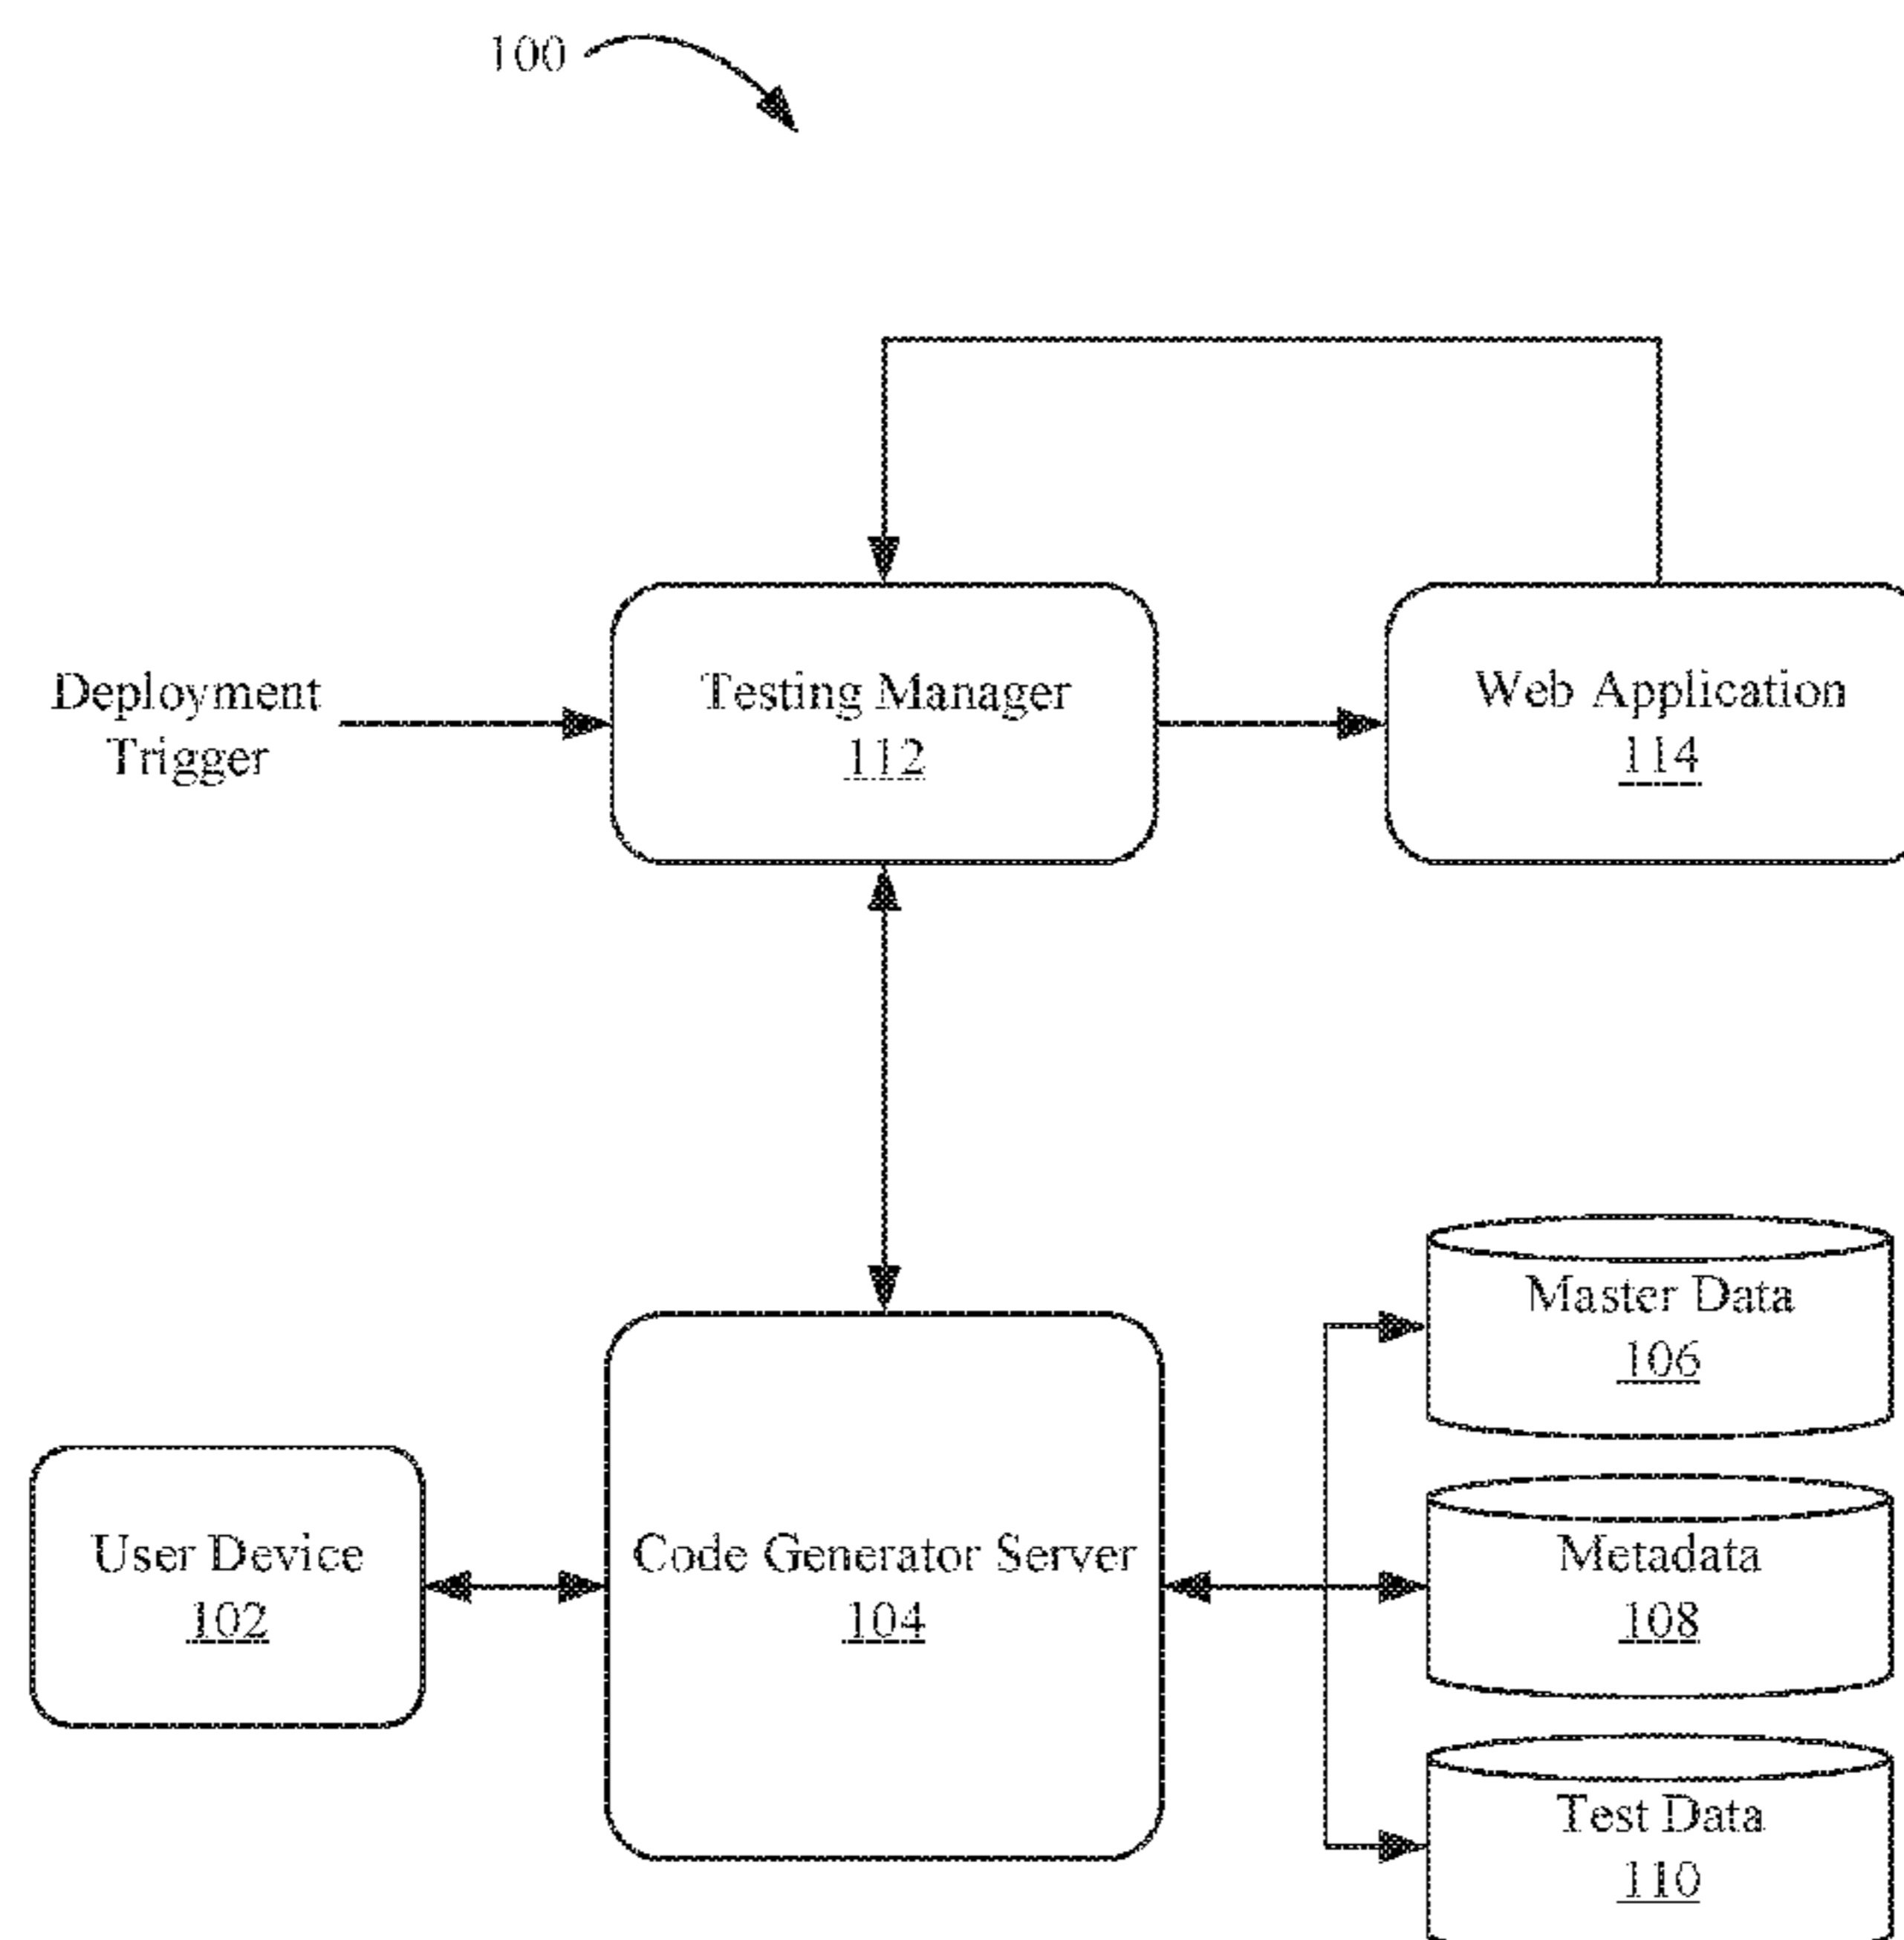 100
Deployment
Trigger
Testing Manager
112
Web Application
114
Master Data
106
User Device
102
Code Generator Server
104
Metadata
108
Test Data
110